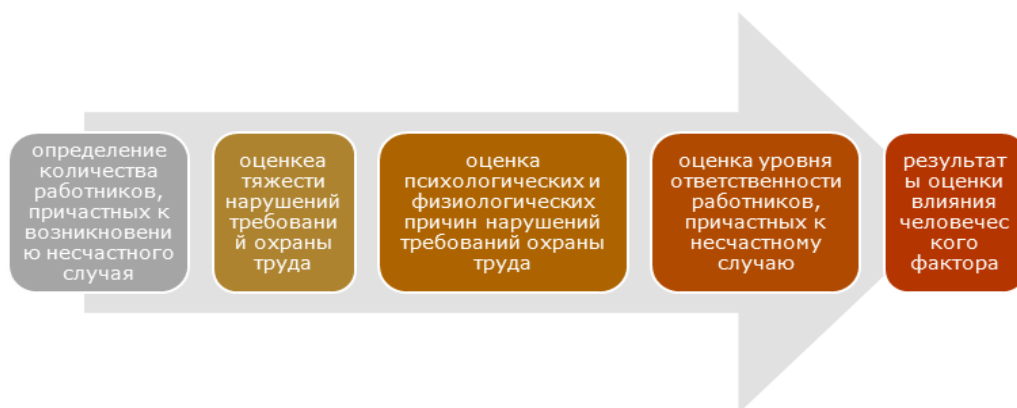 определение
количества
работников,
причастных к
возникновени
ю несчастного
случая
оценкеа
тяжести
нарушений
требовани
й охраны
труда
оценка
психологических и
физиологических
причин нарушений
требований охраны
труда
оценка уровня
ответственности
работников,
причастных к
несчастному
случаю
результат
ы оценки
влияния
человечес
кого
фактора